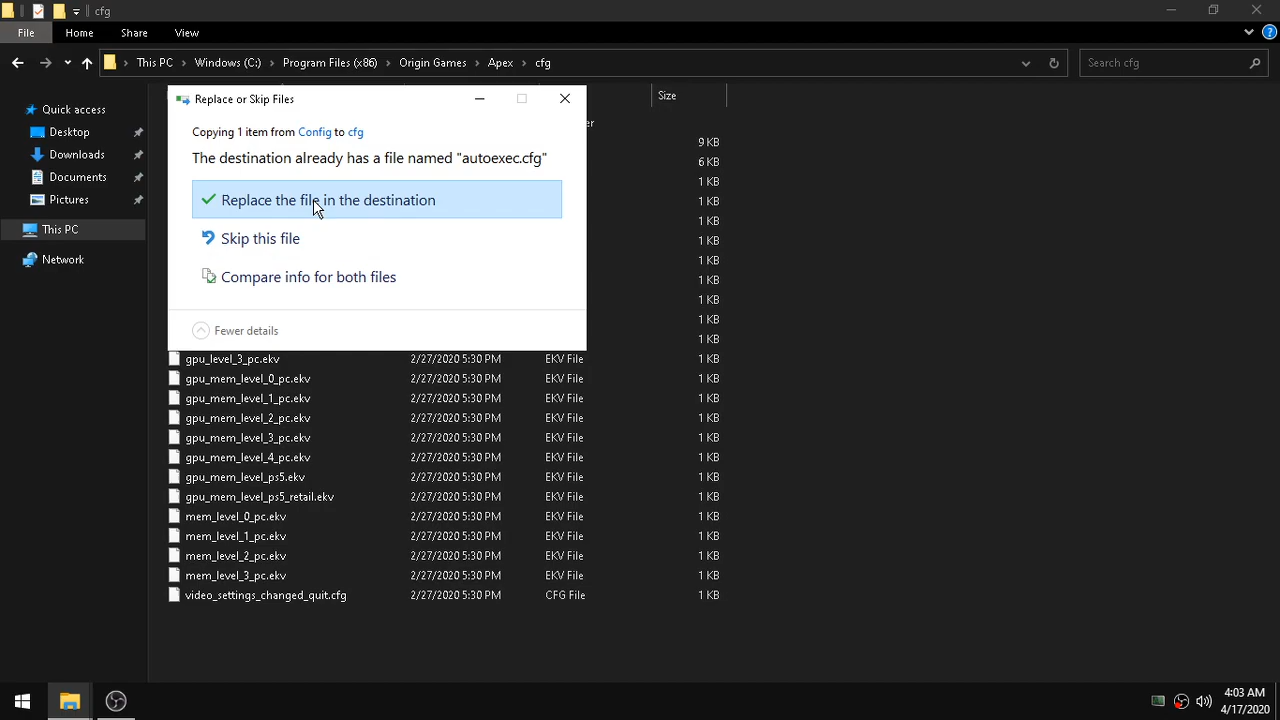 cfg
File
Home
Share
View
This PC
Windows (C:)
Program Files (x86)
Origin Games
Apex
cfg
Search cfg
Quick access
Desktop
Downloads
Documents
Pictures
This PC
Network
Size
Replace or Skip Files
Copying 1 item from Config to cfg
The destination already has a file named "autoexec.cfg"
Replace the file in the destination
Skip this file
Compare info for both files
Fewer details
er
9 KB
6 KB
1 KB
1 KB
1 KB
1 KB
1 KB
1 KB
1 KB
1 KB
1 KB
gpu_level_3_pc.ekv 2/27/2020 5:30 PM EKV File 1 KB
gpu_mem_level_0_pc.ekv 2/27/2020 5:30 PM EKV File 1 KB
gpu_mem_level_1_pc.ekv 2/27/2020 5:30 PM EKV File 1 KB
gpu_mem_level_2_pc.ekv 2/27/2020 5:30 PM EKV File 1 KB
gpu_mem_level_3_pc.ekv 2/27/2020 5:30 PM EKV File 1 KB
gpu_mem_level_4_pc.ekv 2/27/2020 5:30 PM EKV File 1 KB
gpu_mem_level_ps5.ekv 2/27/2020 5:30 PM EKV File 1 KB
gpu_mem_level_ps5_retail.ekv 2/27/2020 5:30 PM EKV File 1 KB
mem_level_0_pc.ekv 2/27/2020 5:30 PM EKV File 1 KB
mem_level_1_pc.ekv 2/27/2020 5:30 PM EKV File 1 KB
mem_level_2_pc.ekv 2/27/2020 5:30 PM EKV File 1 KB
mem_level_3_pc.ekv 2/27/2020 5:30 PM EKV File 1 KB
video_settings_changed_quit.cfg 2/27/2020 5:30 PM CFG File 1 KB
4:03 AM
4/17/2020